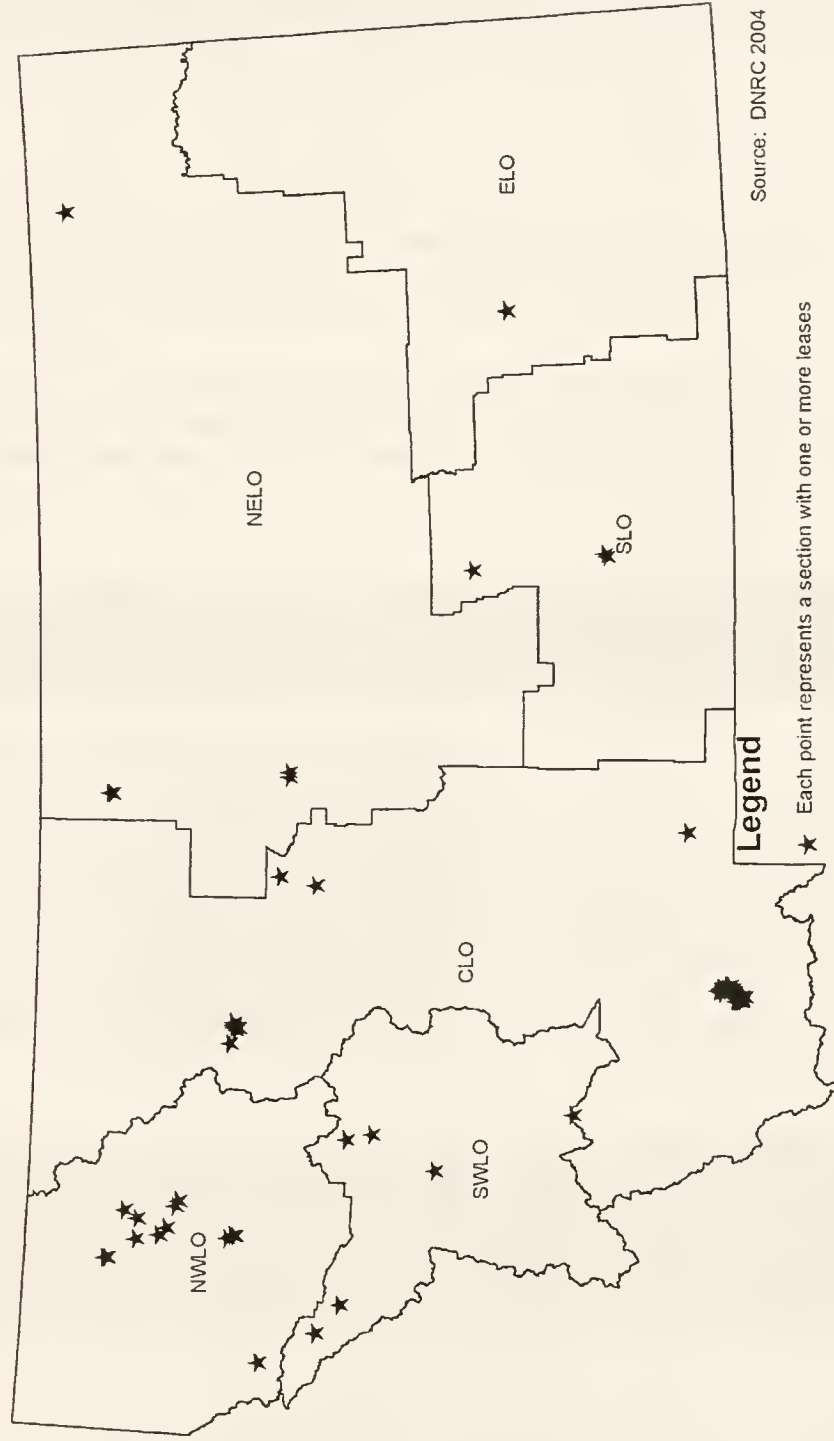 NELO
ELO
NWLO
CLO
SLO
SWLO
Legend
Each point represents a section with one or more leases
Source: DNRC 2004